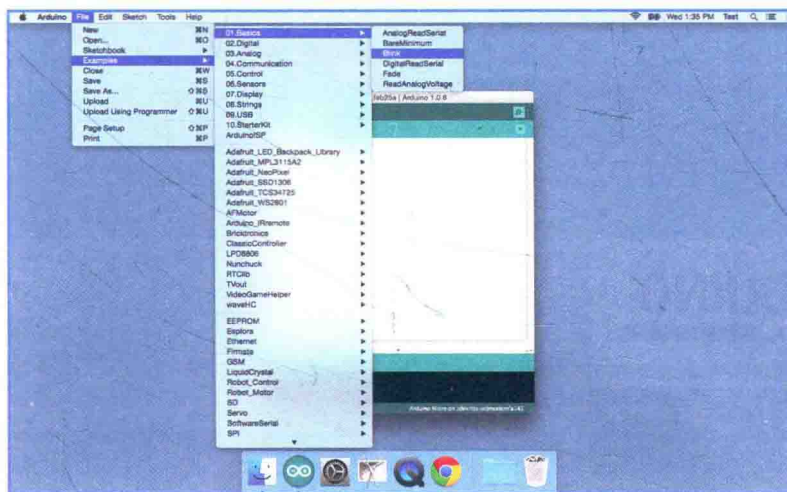 Arduino File Edit Sketch Tools Help Wed 1:35 PM Test
New ⌘N
Open... ⌘O
Sketchbook
Examples
Close ⌘W
Save ⌘S
Save As... ⇧⌘S
Upload ⌘U
Upload Using Programmer ⇧⌘U
Page Setup ⇧⌘P
Print ⌘P
01.Basics
02.Digital
03.Analog
04.Communication
05.Control
06.Sensors
07.Display
08.Strings
09.USB
10.StarterKit
ArduinoISP
Adafruit_LED_Backpack_Library
Adafruit_MPL3115A2
Adafruit_NeoPixel
Adafruit_SSD1306
Adafruit_TCS34725
Adafruit_WS2801
AFMotor
Arduino_IRremote
Bricktronics
ClassicController
LPD8806
Nunchuck
RTClib
TVout
VideoGameHelper
waveHC
EEPROM
Esplora
Ethernet
Firmata
GSM
LiquidCrystal
Robot_Control
Robot_Motor
SD
Servo
SoftwareSerial
SPI
AnalogReadSerial
BareMinimum
Blink
DigitalReadSerial
Fade
ReadAnalogVoltage
| Arduino 1.0.6
Arduino on